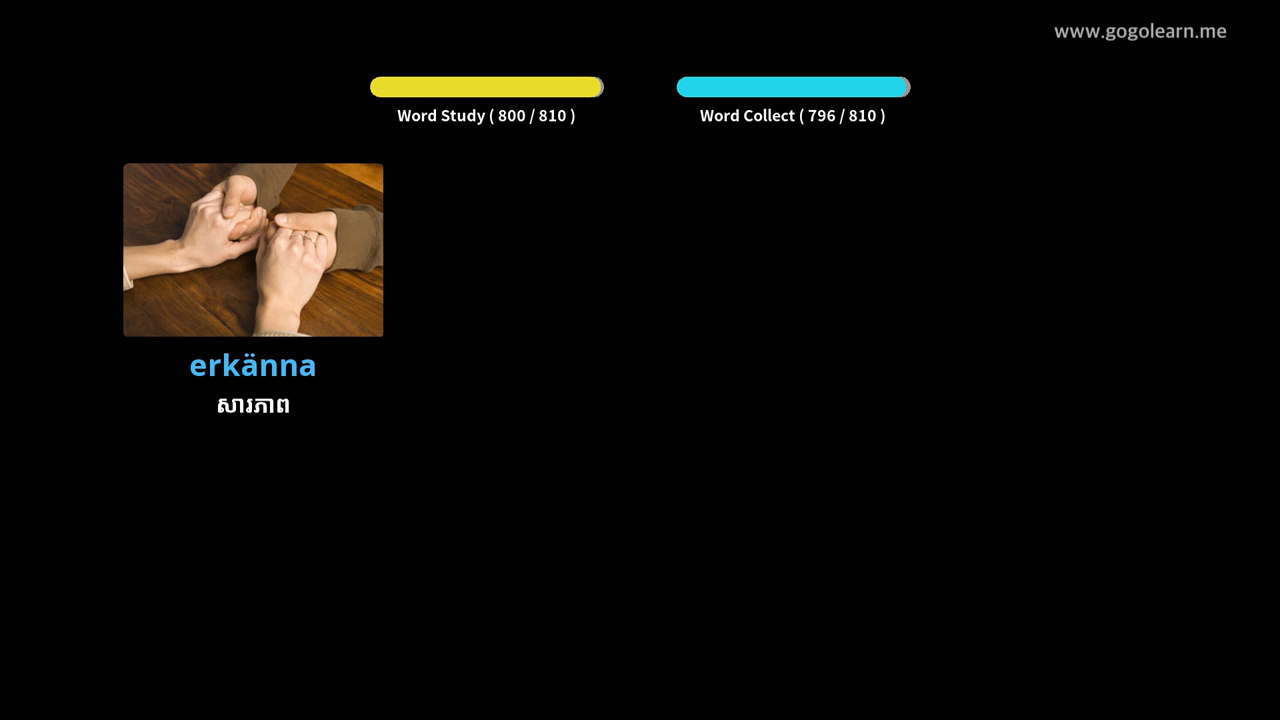 www.gogolearn.me
Word Study ( 800 / 810 )
Word Collect ( 796 / 810 )
erkänna
សារភាព